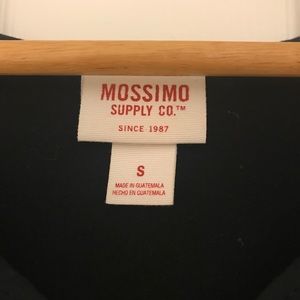 MOSSIMO
SUPPLY CO.™
SINCE 1987
S
MADE IN GUATEMALA
HECHO EN GUATEMALA